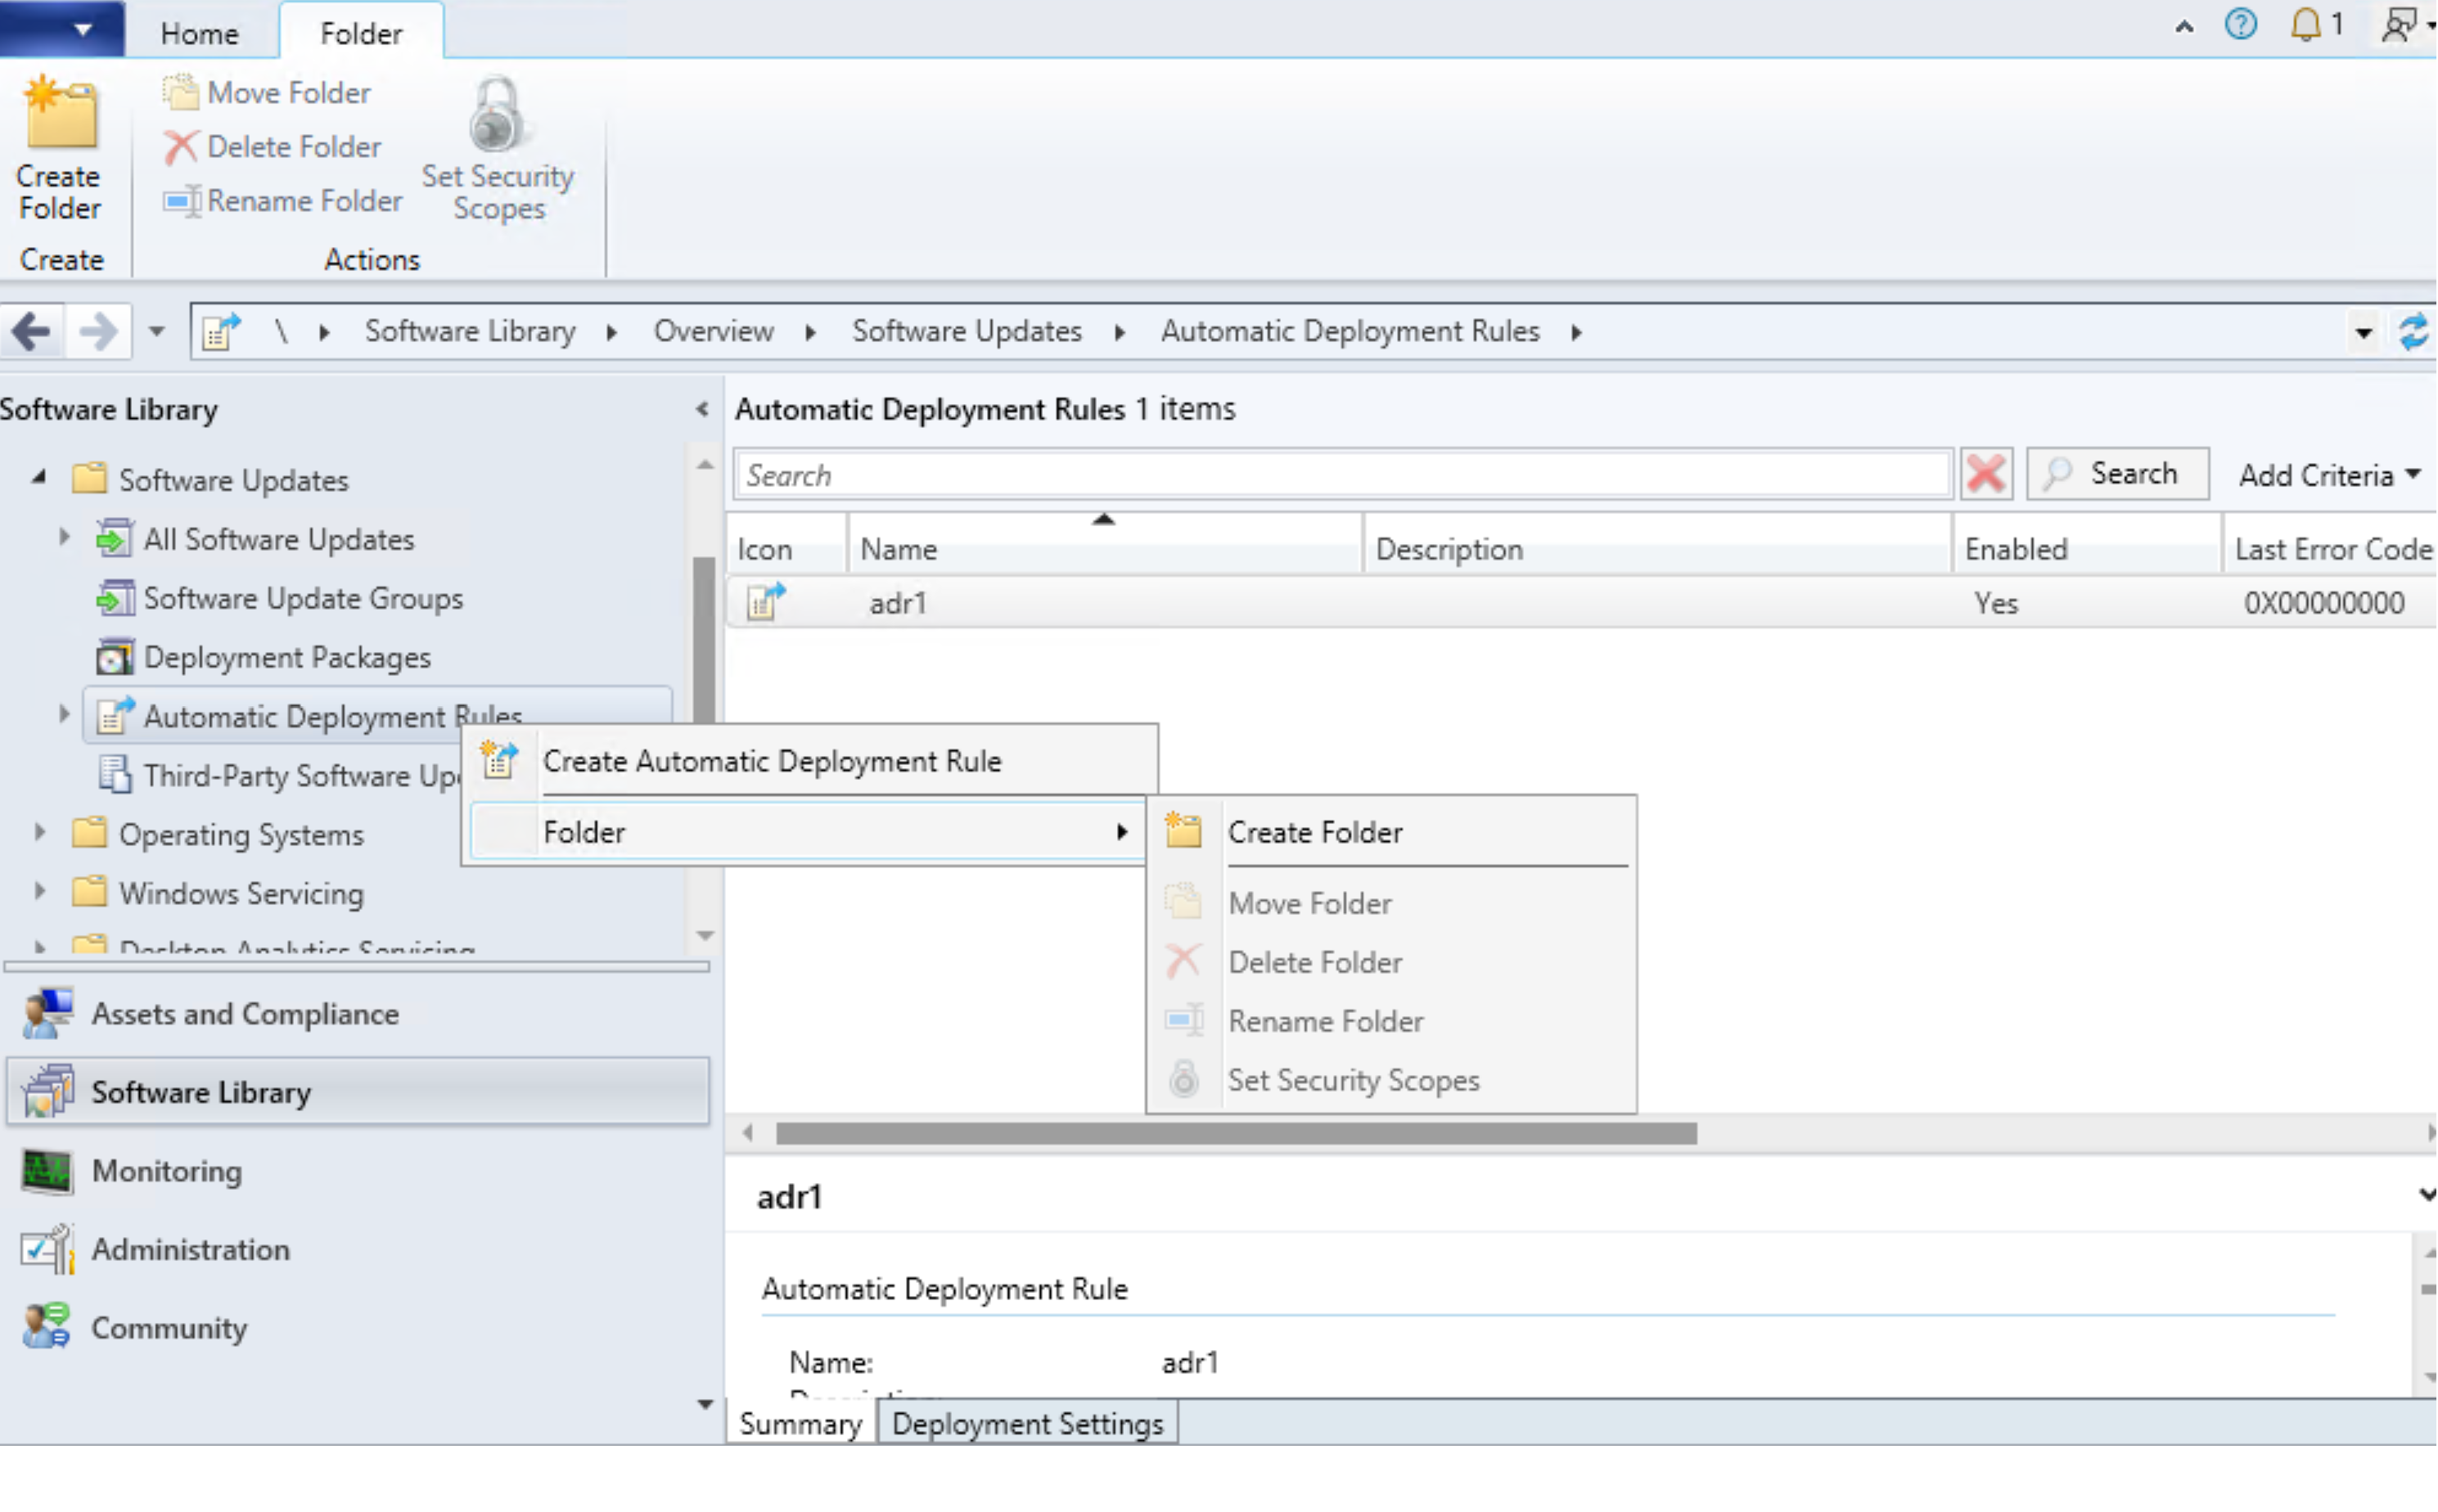 Home
Folder
1
Create Folder
Move Folder
Delete Folder
Rename Folder
Set Security Scopes
Create
Actions
\ Software Library Overview Software Updates Automatic Deployment Rules
Software Library
Software Updates
All Software Updates
Software Update Groups
Deployment Packages
Automatic Deployment Rules
Third-Party Software
Operating Systems
Windows Servicing
Desktop Analytics Servicing
Assets and Compliance
Software Library
Monitoring
Administration
Community
Automatic Deployment Rules 1 items
Search
Search
Add Criteria
Icon Name Description Enabled Last Error Code
adr1 Yes 0X00000000
Create Automatic Deployment Rule
Folder
Create Folder
Move Folder
Delete Folder
Rename Folder
Set Security Scopes
adr1
Automatic Deployment Rule
Name: adr1
Summary
Deployment Settings